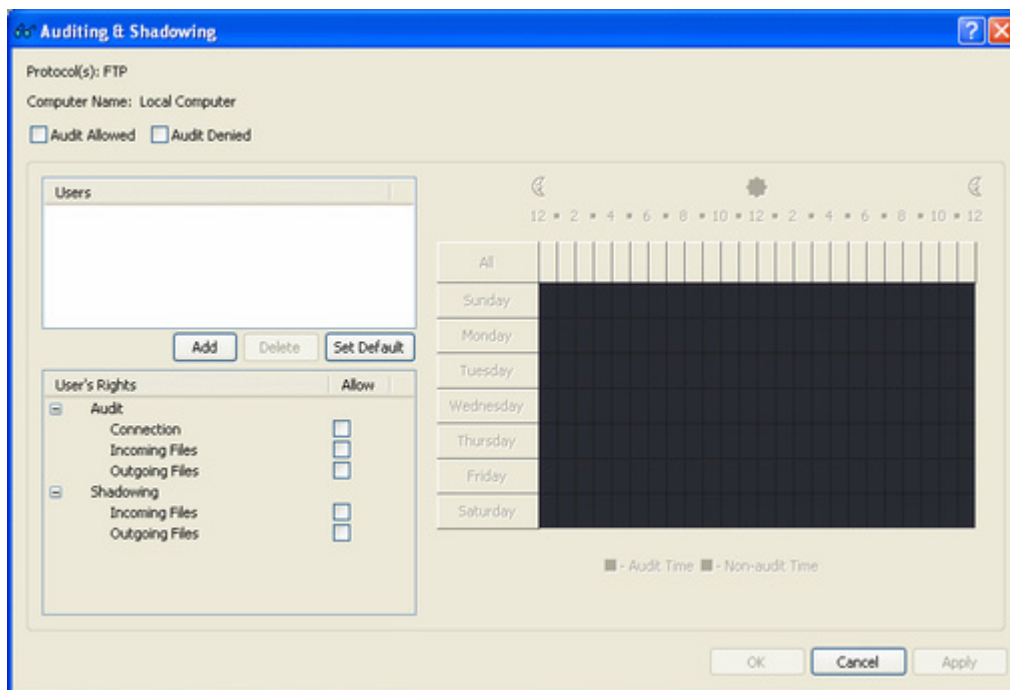 Auditing & Shadowing
Protocol(s): FTP
Computer Name: Local Computer
Audit Allowed Audit Denied
Users
Add Delete Set Default
User's Rights Allow
Audit
Connection
Incoming Files
Outgoing Files
Shadowing
Incoming Files
Outgoing Files
12 • 2 • 4 • 6 • 8 • 10 • 12 • 2 • 4 • 6 • 8 • 10 • 12
All
Sunday
Monday
Tuesday
Wednesday
Thursday
Friday
Saturday
- Audit Time - Non-audit Time
OK Cancel Apply